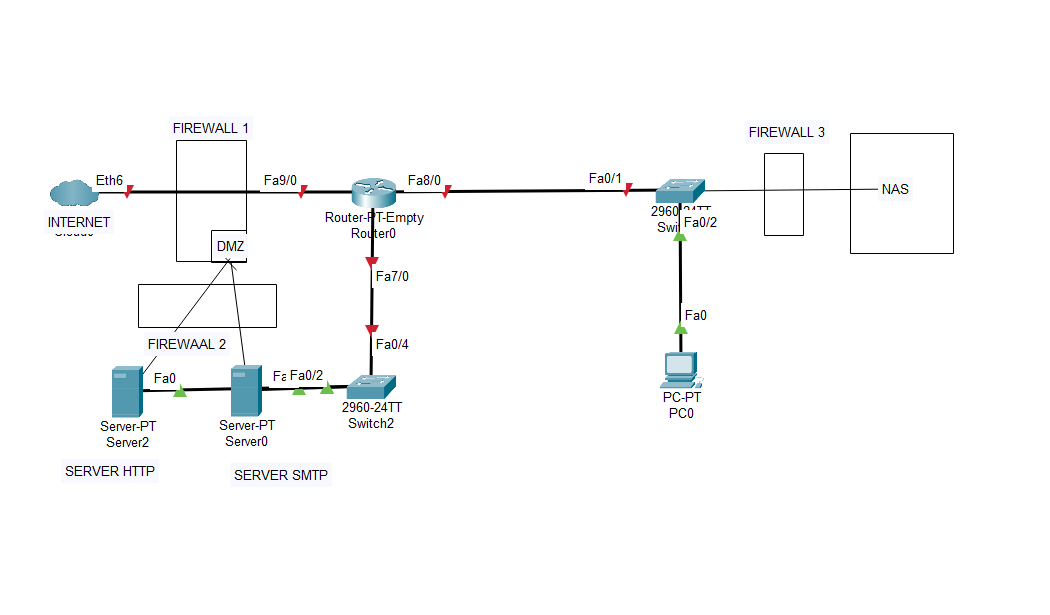 FIREWALL 1
FIREWALL 3
Eth6
Fa9/0
Fa8/0
Fa0/1
NAS
INTERNET
Router-PT-Empty
Router0
Fa0/2
DMZ
Fa7/0
Fa0
FIREWAAL 2
Fa0/4
Fa0
Fa0/2
PC-PT
PC0
2960-24TT
Switch2
Server-PT
Server2
Server-PT
Server0
SERVER HTTP
SERVER SMTP